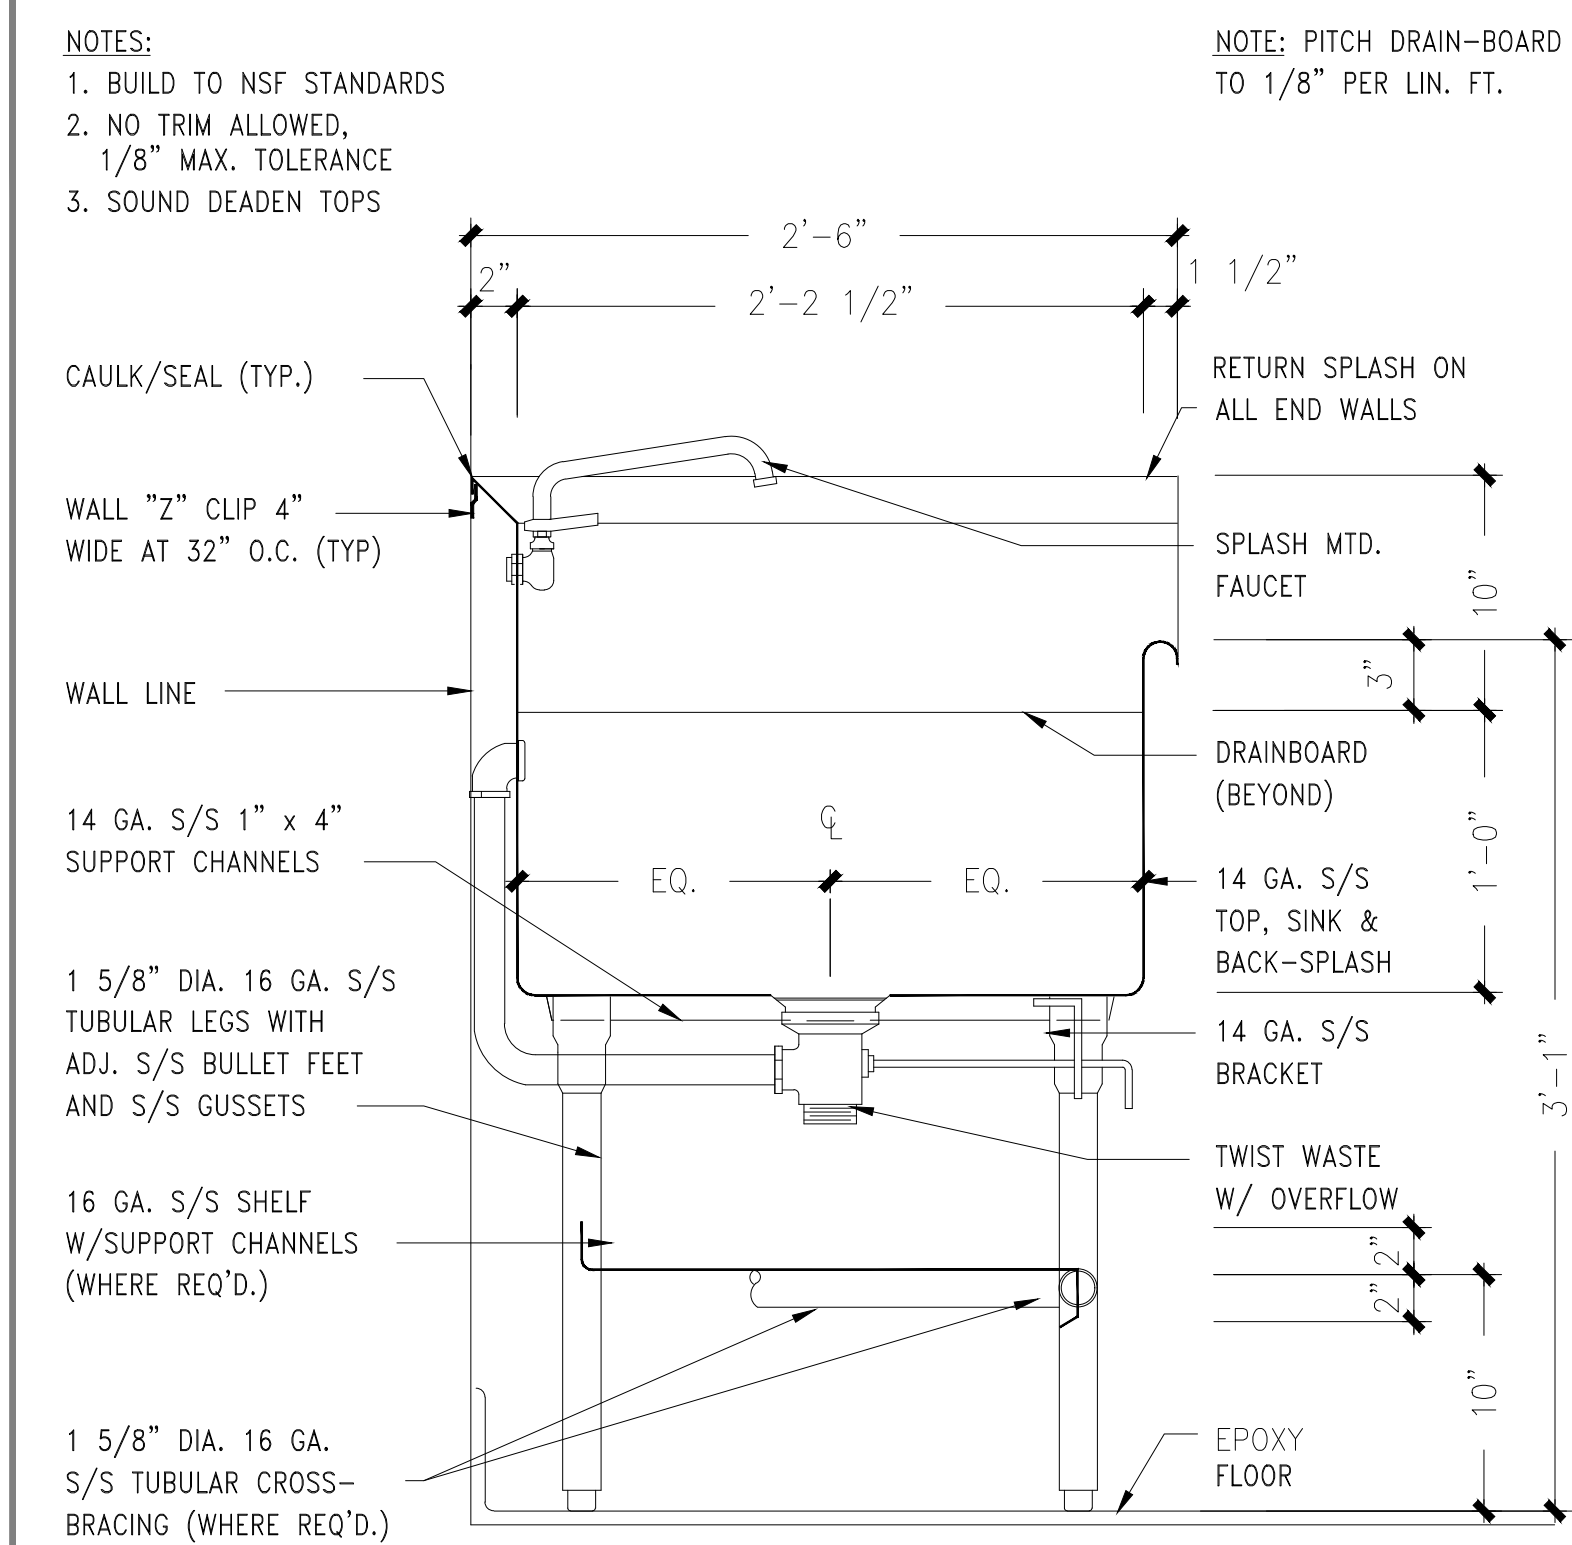 NOTES:
1. BUILD TO NSF STANDARDS
2. NO TRIM ALLOWED,
1/8" MAX. TOLERANCE
3. SOUND DEADEN TOPS
NOTE: PITCH DRAIN-BOARD
TO 1/8" PER LIN. FT.
2'-6"
2"
1 1/2"
2'-2 1/2"
CAULK/SEAL (TYP.)
WALL "Z" CLIP 4"
WIDE AT 32" O.C. (TYP)
WALL LINE
14 GA. S/S 1" x 4"
SUPPORT CHANNELS
1 5/8" DIA. 16 GA. S/S
TUBULAR LEGS WITH
ADJ. S/S BULLET FEET
AND S/S GUSSETS
16 GA. S/S SHELF
W/SUPPORT CHANNELS
(WHERE REQ'D.)
1 5/8" DIA. 16 GA.
S/S TUBULAR CROSS-
BRACING (WHERE REQ'D.)
℄
EQ.
EQ.
RETURN SPLASH ON
ALL END WALLS
SPLASH MTD.
FAUCET
DRAINBOARD
(BEYOND)
14 GA. S/S
TOP, SINK &
BACK-SPLASH
14 GA. S/S
BRACKET
TWIST WASTE
W/ OVERFLOW
EPOXY
FLOOR
10"
3"
1'-0"
3'-1"
2"
2"
10"